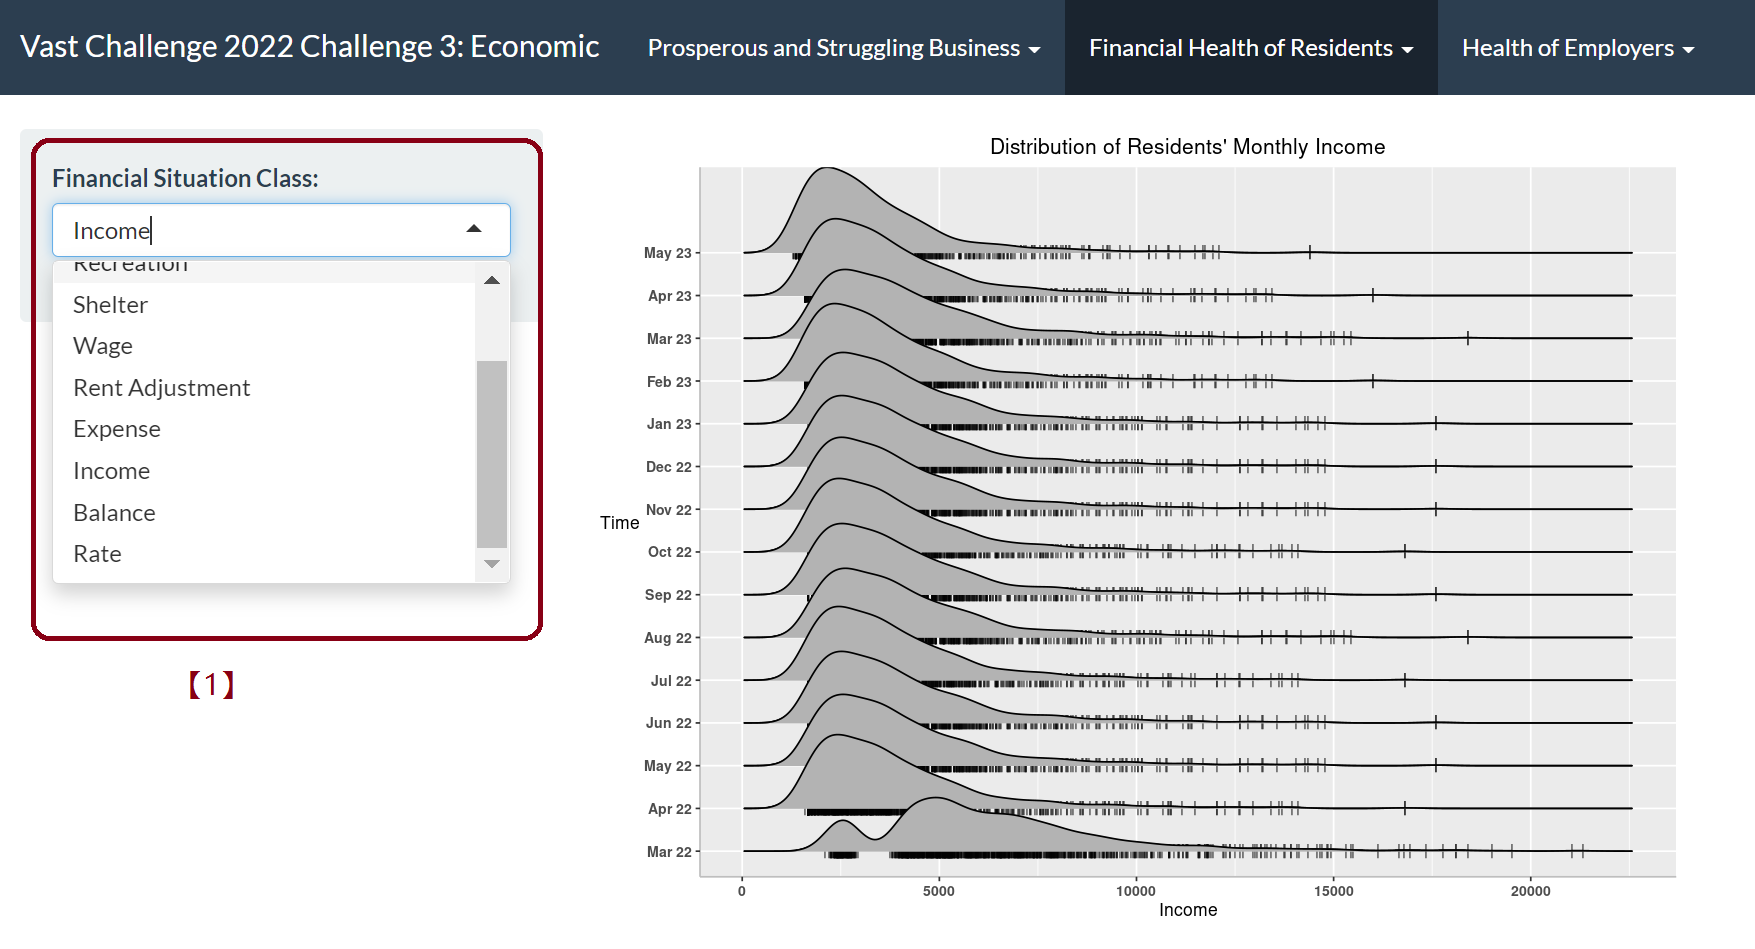 Vast Challenge 2022 Challenge 3: Economic Prosperous and Struggling Business Financial Health of Residents Health of Employers
Financial Situation Class:
Income
Recreation
Shelter
Wage
Rent Adjustment
Expense
Income
Balance
Rate
【1】
Distribution of Residents' Monthly Income
Time
May 23
Apr 23
Mar 23
Feb 23
Jan 23
Dec 22
Nov 22
Oct 22
Sep 22
Aug 22
Jul 22
Jun 22
May 22
Apr 22
Mar 22
0 5000 10000 15000 20000
Income